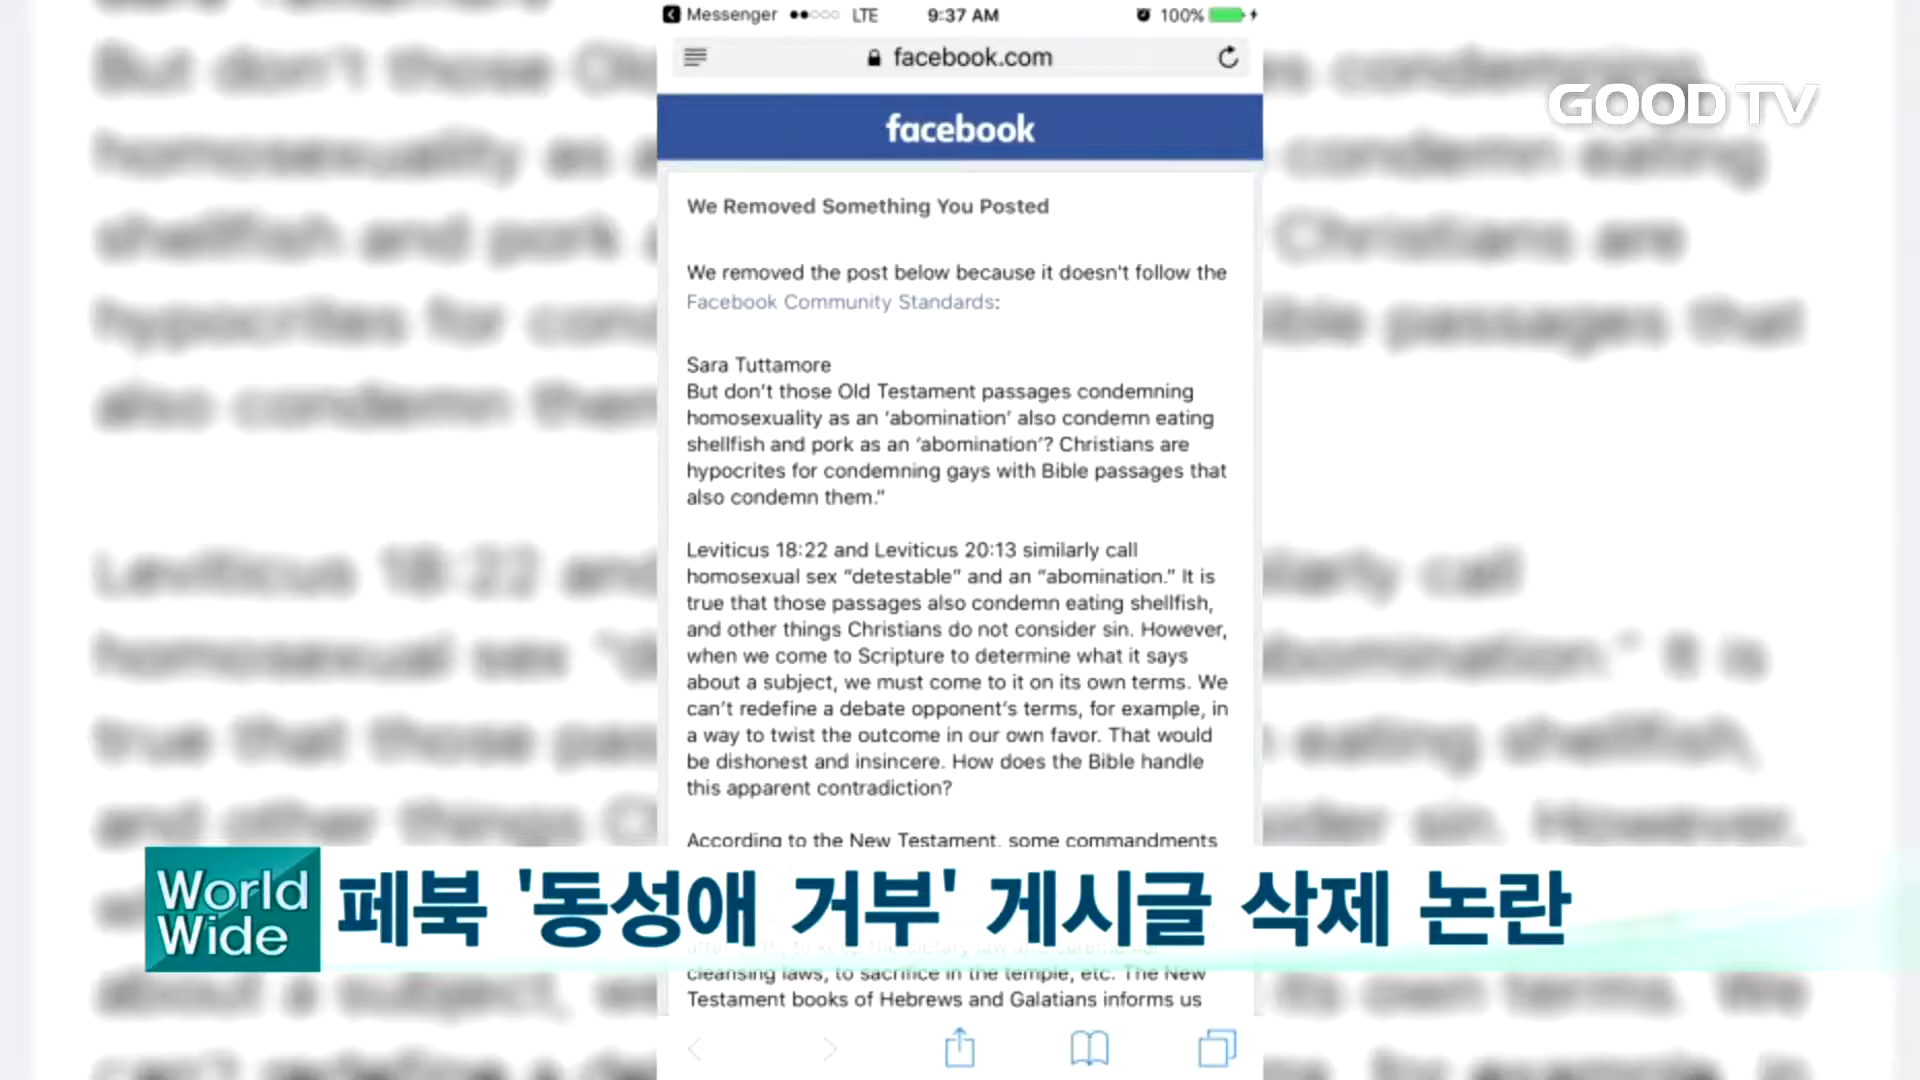 Messenger LTE 9:37 AM 100%
facebook.com
GOODTV
facebook
We Removed Something You Posted
We removed the post below because it doesn't follow the
Facebook Community Standards:
Sara Tuttamore
But don't those Old Testament passages condemning
homosexuality as an ‘abomination’ also condemn eating
shellfish and pork as an ‘abomination’? Christians are
hypocrites for condemning gays with Bible passages that
also condemn them.”
Leviticus 18:22 and Leviticus 20:13 similarly call
homosexual sex “detestable” and an “abomination.” It is
true that those passages also condemn eating shellfish,
and other things Christians do not consider sin. However,
when we come to Scripture to determine what it says
about a subject, we must come to it on its own terms. We
can’t redefine a debate opponent’s terms, for example, in
a way to twist the outcome in our own favor. That would
be dishonest and insincere. How does the Bible handle
this apparent contradiction?
According to the New Testament, some commandments
World
Wide
페북 '동성애 거부' 게시글 삭제 논란
cleansing laws, to sacrifice in the temple, etc. The New
Testament books of Hebrews and Galatians informs us